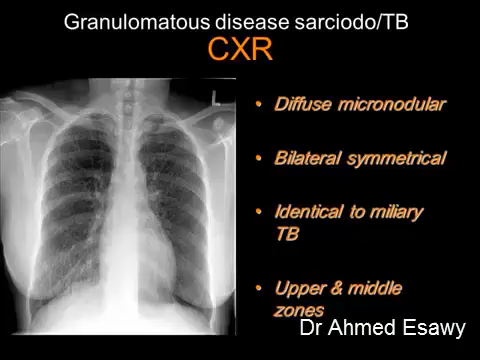 Granulomatous disease sarciodo/TB
CXR
• Diffuse micronodular
• Bilateral symmetrical
• Identical to miliary
TB
• Upper & middle
zones
Dr Ahmed Esawy
L